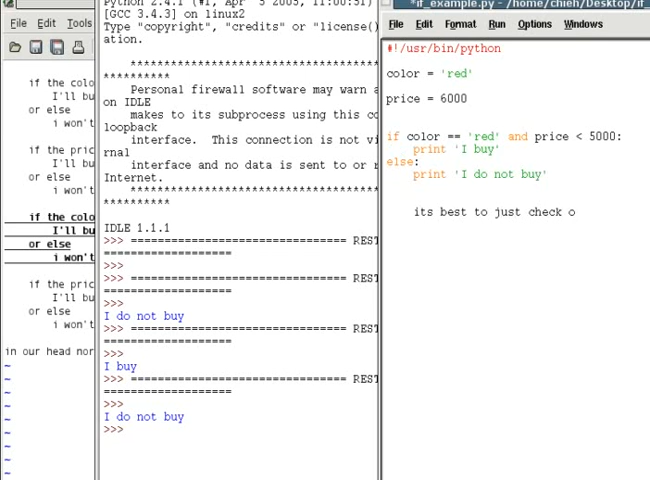 File Edit Tools
if the colo
I'll bu
or else
i won't
if the pric
I'll bu
or else
i won't
if the colo
I'll bu
or else
i won't
if the pric
I'll bu
or else
i won't
in our head nor
~
~
~
~
~
~
Python 2.4.1 (#1, Apr  5 2005, 11:00:51)
[GCC 3.4.3] on linux2
Type "copyright", "credits" or "license()
ation.
****************************************
**********
Personal firewall software may warn a
on IDLE
makes to its subprocess using this co
loopback
interface.  This connection is not vi
rnal
interface and no data is sent to or r
Internet.
****************************************
**********
IDLE 1.1.1
>>> ================================ REST
===================
>>>
>>> ================================ REST
===================
>>>
I do not buy
>>> ================================ REST
===================
>>>
I buy
>>> ================================ REST
===================
>>>
I do not buy
>>>
*if_example.py - /home/chieh/Desktop/if_
File Edit Format Run Options Windows
#!/usr/bin/python
color = 'red'
price = 6000
if color == 'red' and price < 5000:
print 'I buy'
else:
print 'I do not buy'
its best to just check o